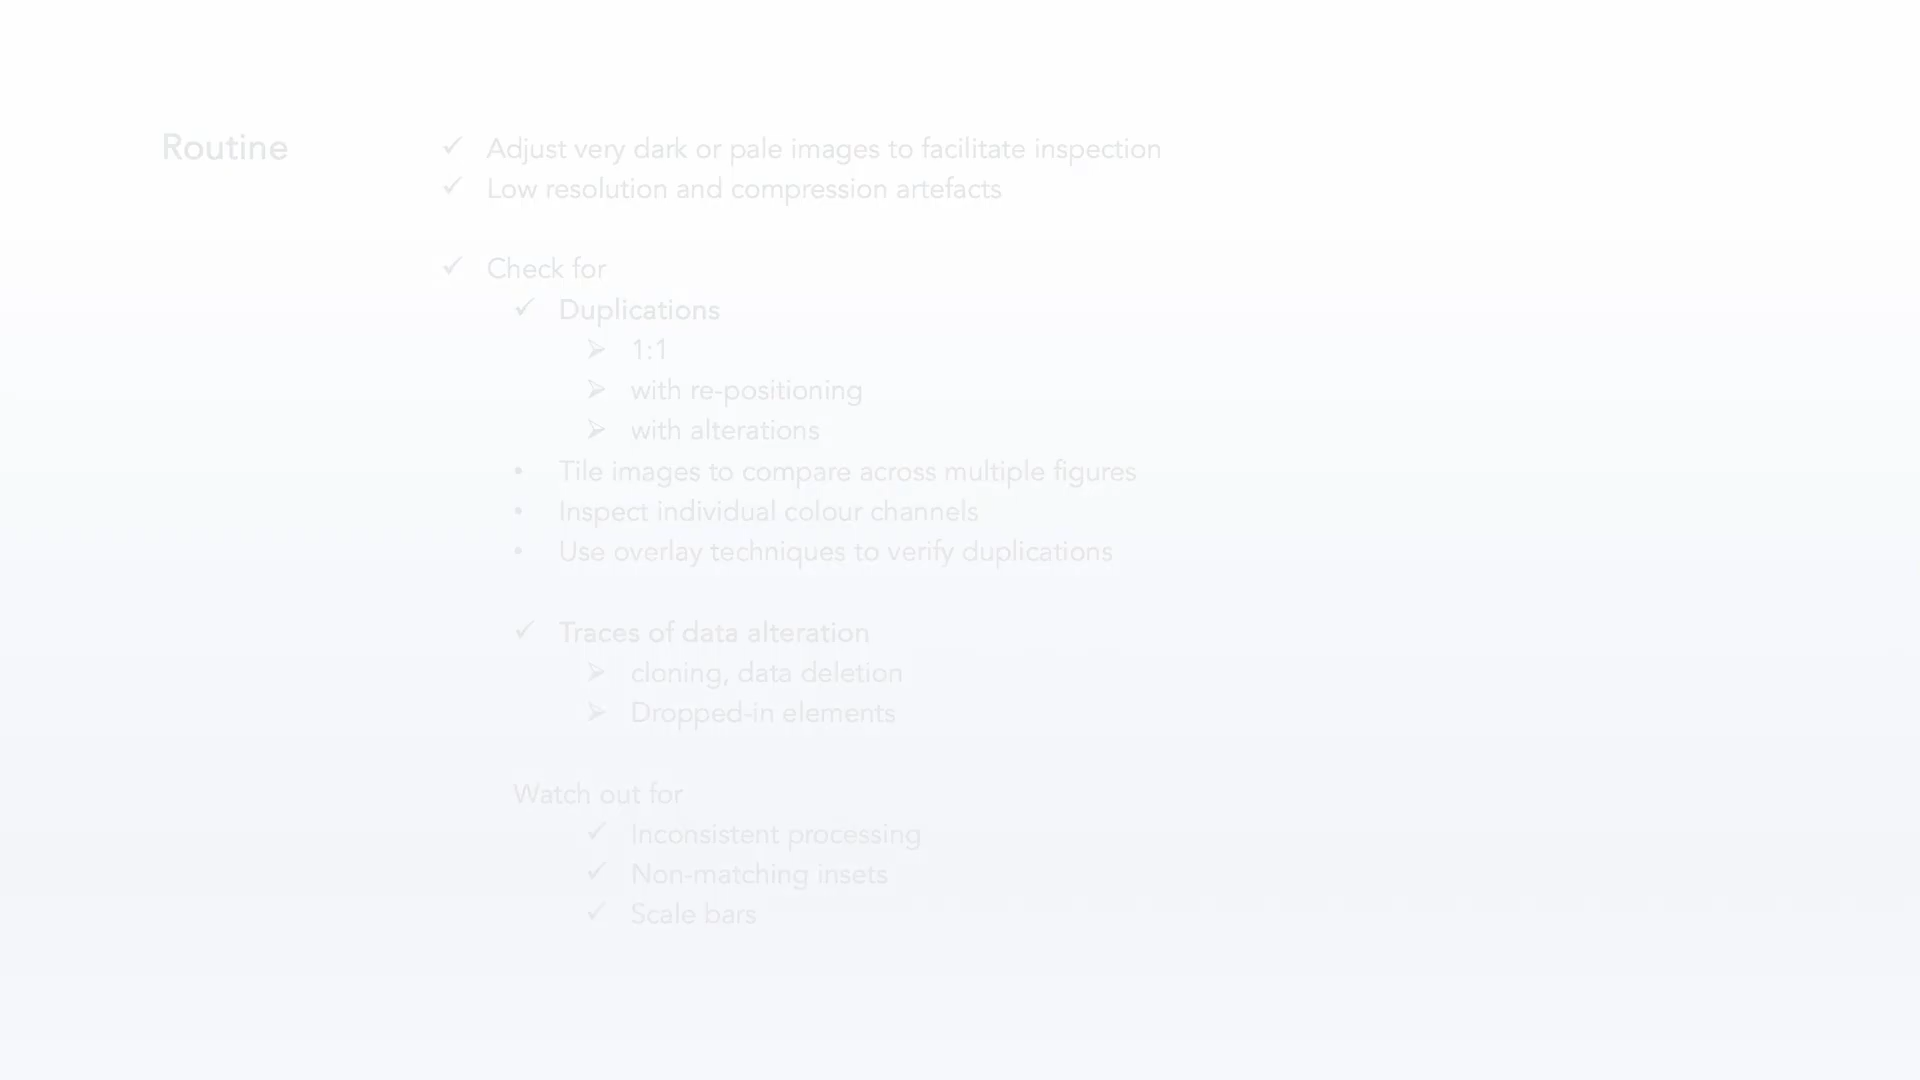 Routine
✓ Adjust very dark or pale images to facilitate inspection
✓ Low resolution and compression artefacts
✓ Check for
✓ Duplications
➢ 1:1
➢ with re-positioning
➢ with alterations
• Tile images to compare across multiple figures
• Inspect individual colour channels
• Use overlay techniques to verify duplications
✓ Traces of data alteration
➢ cloning, data deletion
➢ Dropped-in elements
Watch out for
✓ Inconsistent processing
✓ Non-matching insets
✓ Scale bars